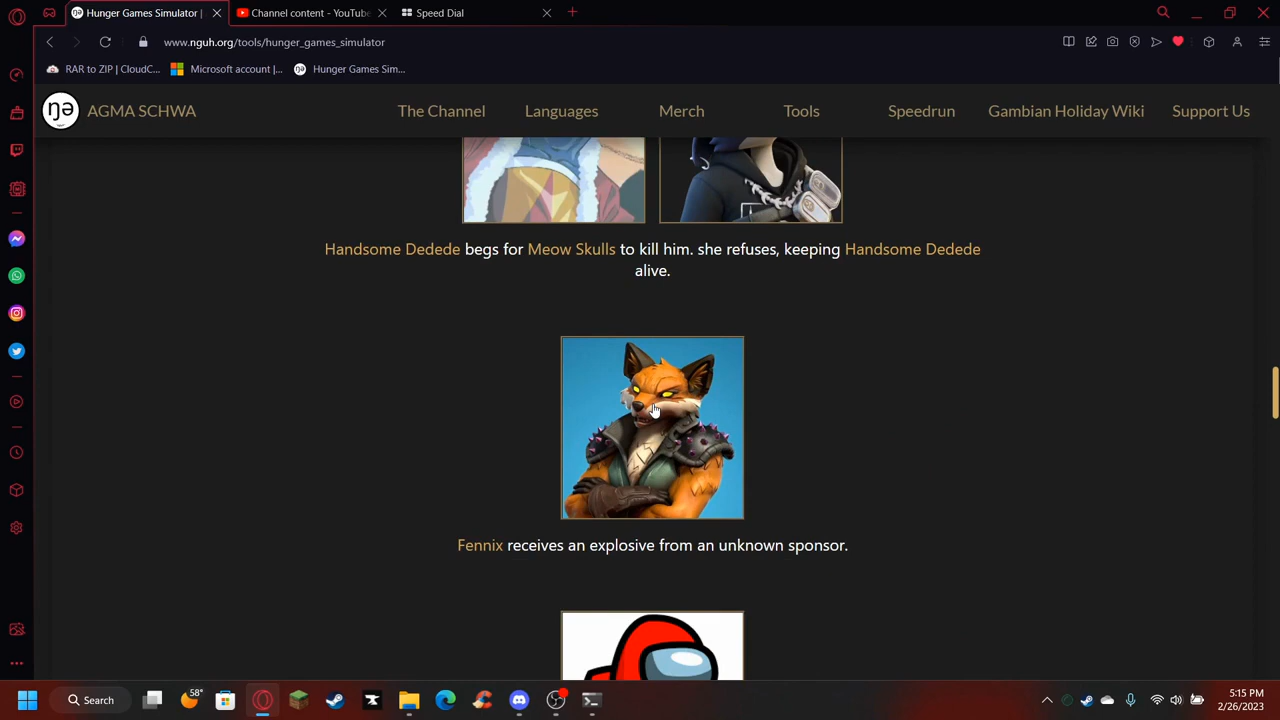 Hunger Games Simulator |
Channel content - YouTube
Speed Dial
www.nguh.org/tools/hunger_games_simulator
RAR to ZIP | CloudC...
Microsoft account |...
Hunger Games Sim...
ŋə
AGMA SCHWA
The Channel
Languages
Merch
Tools
Speedrun
Gambian Holiday Wiki
Support Us
Handsome Dedede begs for Meow Skulls to kill him. she refuses, keeping Handsome Dedede
alive.
Fennix receives an explosive from an unknown sponsor.
58°
Search
5:15 PM
2/26/2023